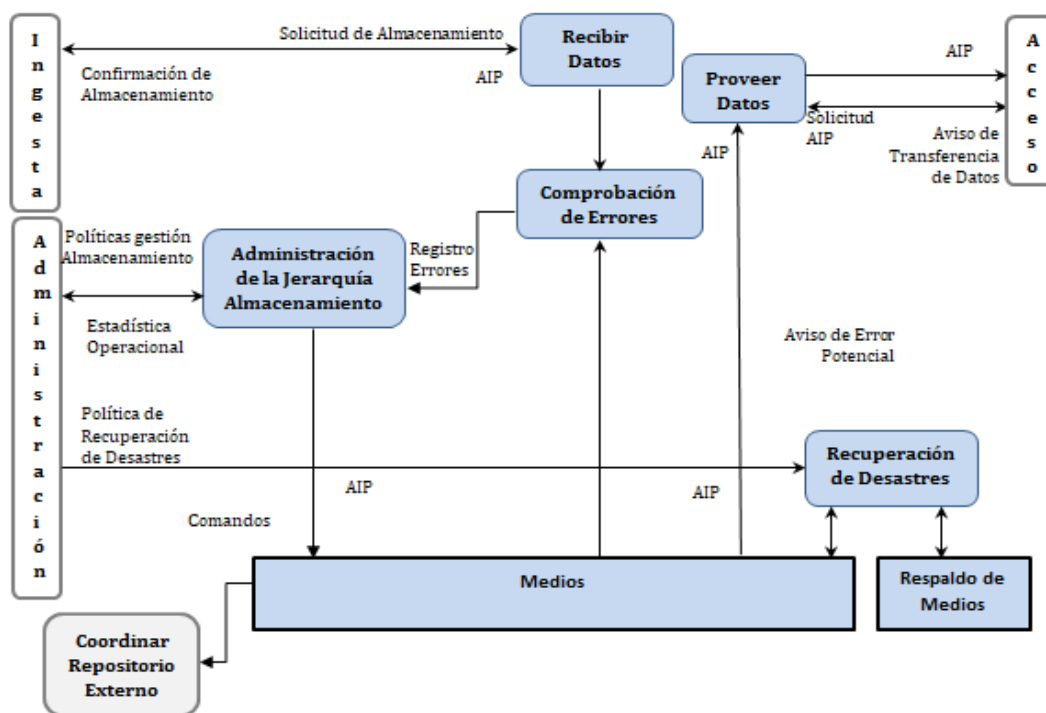 Ingesta
Solicitud de Almacenamiento
Confirmación de
Almacenamiento
AIP
Recibir
Datos
Proveer
Datos
AIP
Solicitud
AIP
Aviso de
Transferencia
de Datos
Acceso
AIP
Comprobación
de Errores
Administración
Políticas gestión
Almacenamiento
Estadística
Operacional
Administración
de la Jerarquía
Almacenamiento
Registro
Errores
Aviso de Error
Potencial
Política de
Recuperación
de Desastres
Recuperación
de Desastres
AIP
AIP
Comandos
Medios
Respaldo de
Medios
Coordinar
Repositorio
Externo